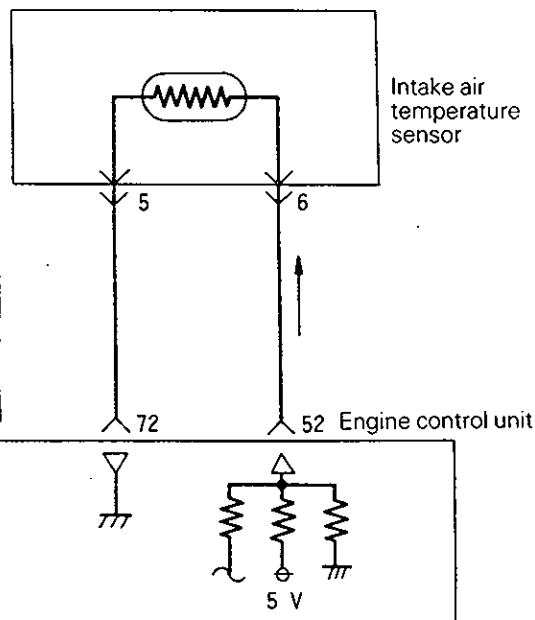 Intake air
temperature
sensor
5
6
72
52
Engine control unit
5 V